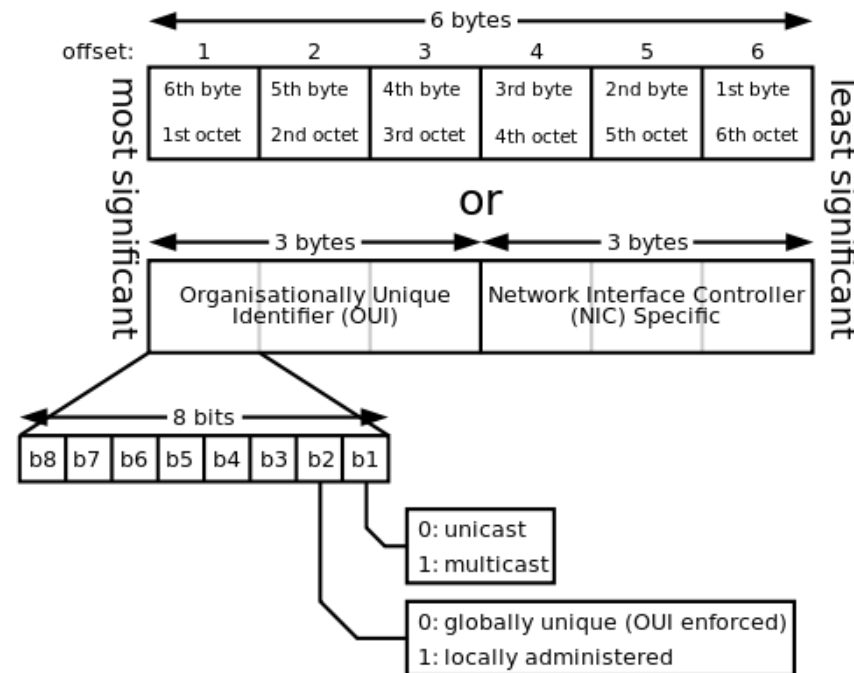 6 bytes
offset: 1 2 3 4 5 6
most significant
6th byte 5th byte 4th byte 3rd byte 2nd byte 1st byte
1st octet 2nd octet 3rd octet 4th octet 5th octet 6th octet
least significant
or
3 bytes 3 bytes
Organisationally Unique
Identifier (OUI)
Network Interface Controller
(NIC) Specific
8 bits
b8 b7 b6 b5 b4 b3 b2 b1
0: unicast
1: multicast
0: globally unique (OUI enforced)
1: locally administered